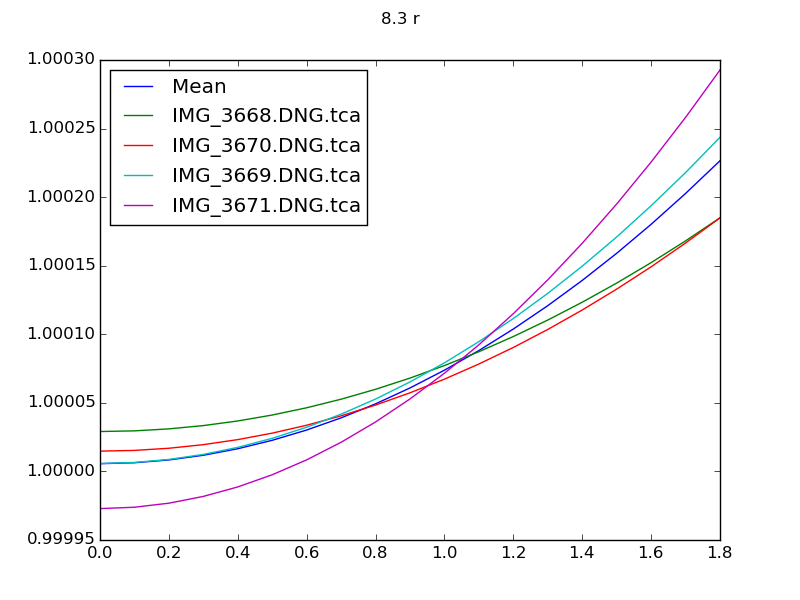 8.3 r
1.00030
1.00025
1.00020
1.00015
1.00010
1.00005
1.00000
0.99995
Mean
IMG_3668.DNG.tca
IMG_3670.DNG.tca
IMG_3669.DNG.tca
IMG_3671.DNG.tca
0.0 0.2 0.4 0.6 0.8 1.0 1.2 1.4 1.6 1.8